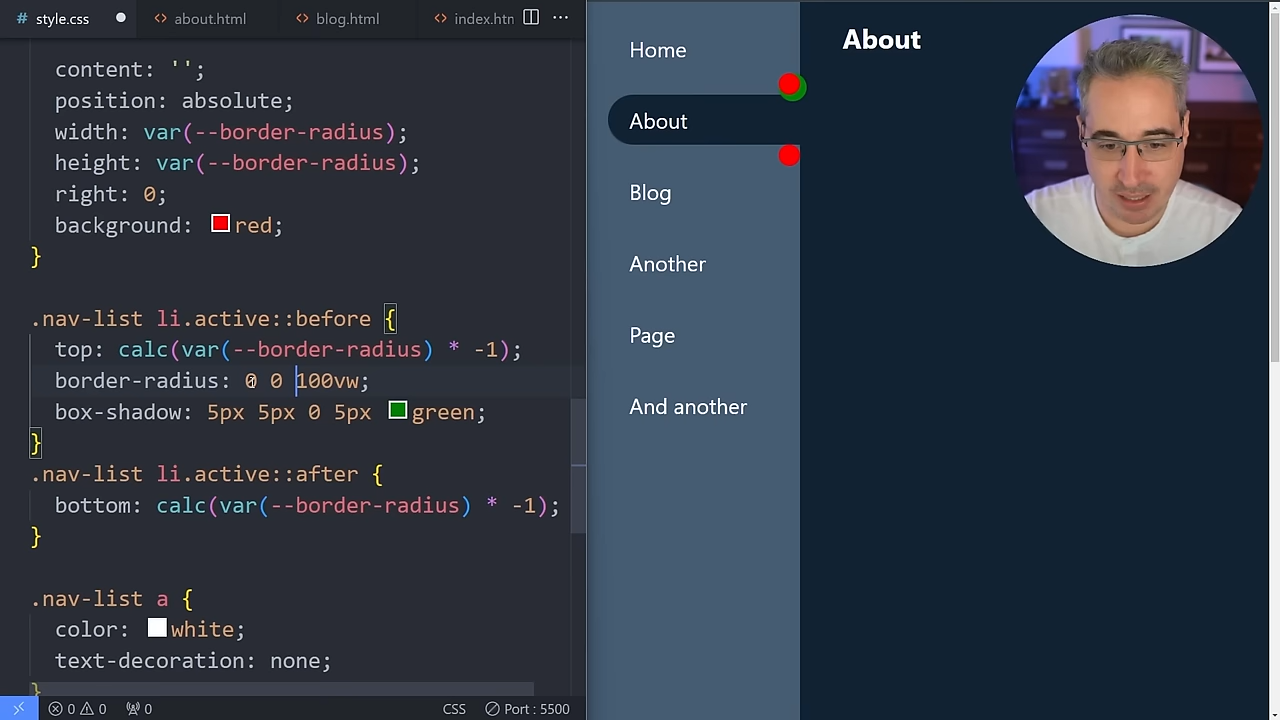 # style.css
<> about.html
<> blog.html
<> index.htn
content: '';
position: absolute;
width: var(--border-radius);
height: var(--border-radius);
right: 0;
background: red;
}
.nav-list li.active::before {
top: calc(var(--border-radius) * -1);
border-radius: 0 0 100vw;
box-shadow: 5px 5px 0 5px green;
}
.nav-list li.active::after {
bottom: calc(var(--border-radius) * -1);
}
.nav-list a {
color: white;
text-decoration: none;
}
0 0 0
CSS
Port : 5500
Home
About
Blog
Another
Page
And another
About